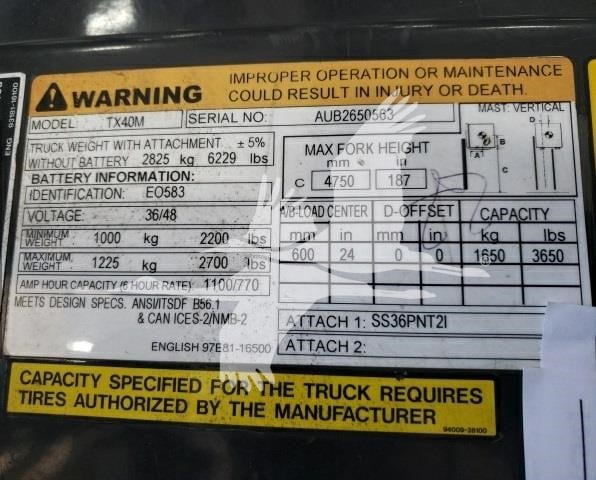 WARNING
IMPROPER OPERATION OR MAINTENANCE
COULD RESULT IN INJURY OR DEATH.
MODEL: TX40M
SERIAL NO: AUB2650563
TRUCK WEIGHT WITH ATTACHMENT ± 5%
WITHOUT BATTERY 2825 kg 6229 lbs
BATTERY INFORMATION:
IDENTIFICATION: EO583
VOLTAGE: 36/48
MINIMUM WEIGHT 1000 kg 2200 lbs
MAXIMUM WEIGHT 1225 kg 2700 lbs
AMP HOUR CAPACITY (6 HOUR RATE) 1100/770
MEETS DESIGN SPECS. ANSI/ITSDF B56.1
& CAN ICES-2/NMB-2
ENGLISH 97E81-16500
MAX FORK HEIGHT
mm in
C 4750 187
MAST: VERTICAL
D
B
A
C
A/B-LOAD CENTER D-OFFSET CAPACITY
mm in mm in kg lbs
600 24 0 0 1650 3650
ATTACH 1: SS36PNT2I
ATTACH 2:
CAPACITY SPECIFIED FOR THE TRUCK REQUIRES
TIRES AUTHORIZED BY THE MANUFACTURER
94009-38100